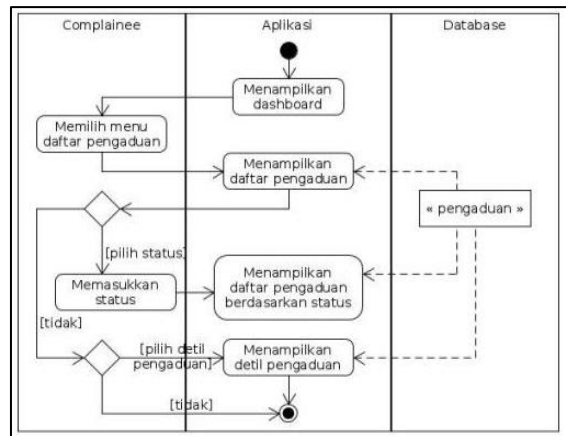 Complainee
Aplikasi
Database
Menampilkan
dashboard
Memilih menu
daftar pengaduan
Menampilkan
daftar pengaduan
« pengaduan »
[pilih status]
Memasukkan
status
Menampilkan
daftar pengaduan
berdasarkan status
[tidak]
[pilih detil
pengaduan]
Menampilkan
detil pengaduan
[tidak]